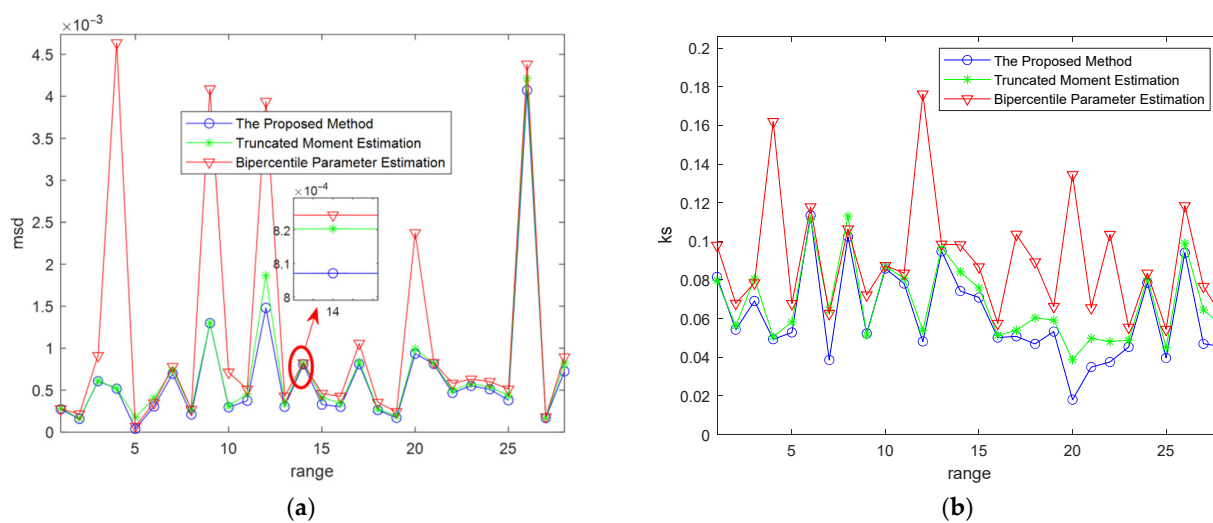 ×10⁻³
4.5
4
3.5
3
2.5
2
1.5
1
0.5
0
msd
The Proposed Method
Truncated Moment Estimation
Bipercentile Parameter Estimation
×10⁻⁴
8.2
8.1
8
14
5 10 15 20 25
range
(a)
0.2
0.18
0.16
0.14
0.12
0.1
0.08
0.06
0.04
0.02
0
ks
The Proposed Method
Truncated Moment Estimation
Bipercentile Parameter Estimation
5 10 15 20 25
range
(b)